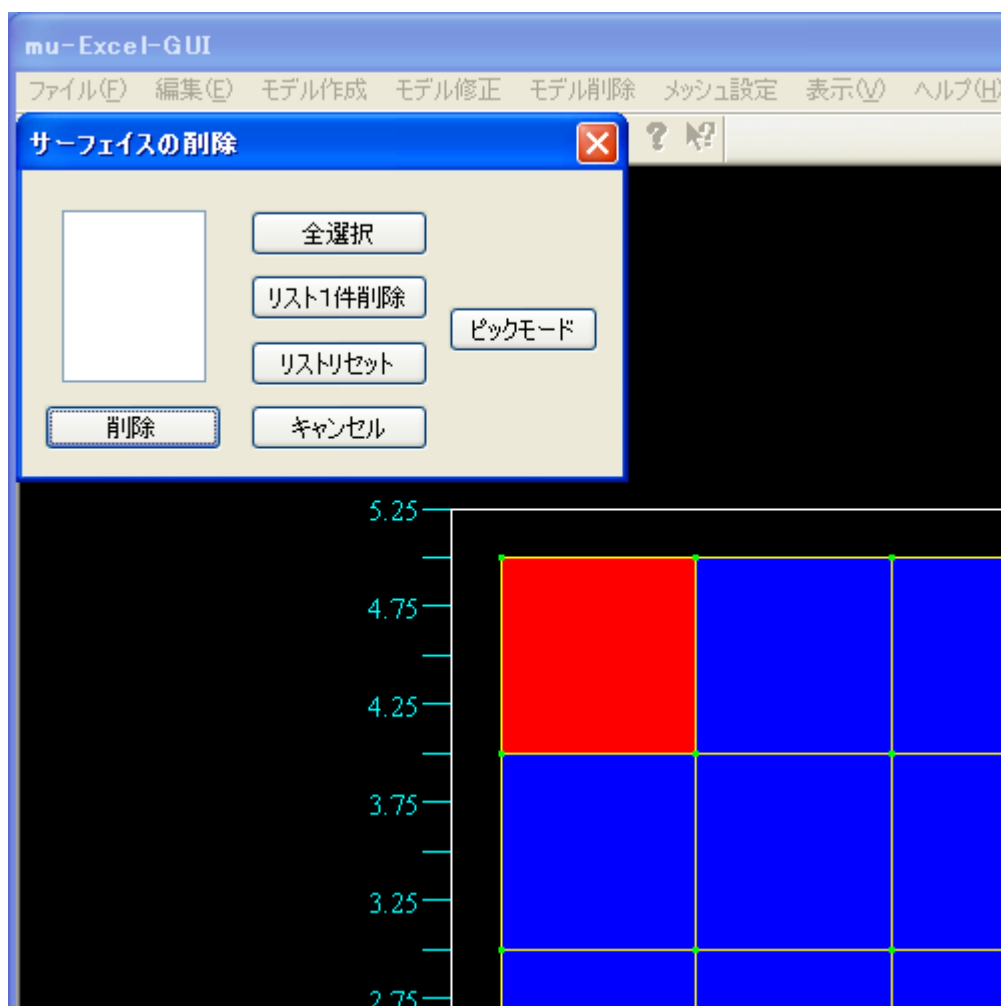 mu-Excel-GUI
ファイル(F) 編集(E) モデル作成 モデル修正 モデル削除 メッシュ設定 表示(V) ヘルプ(H)
サーフェイスの削除
全選択
リスト1件削除
ピックモード
リストリセット
削除 キャンセル
5.25
4.75
4.25
3.75
3.25
2.75